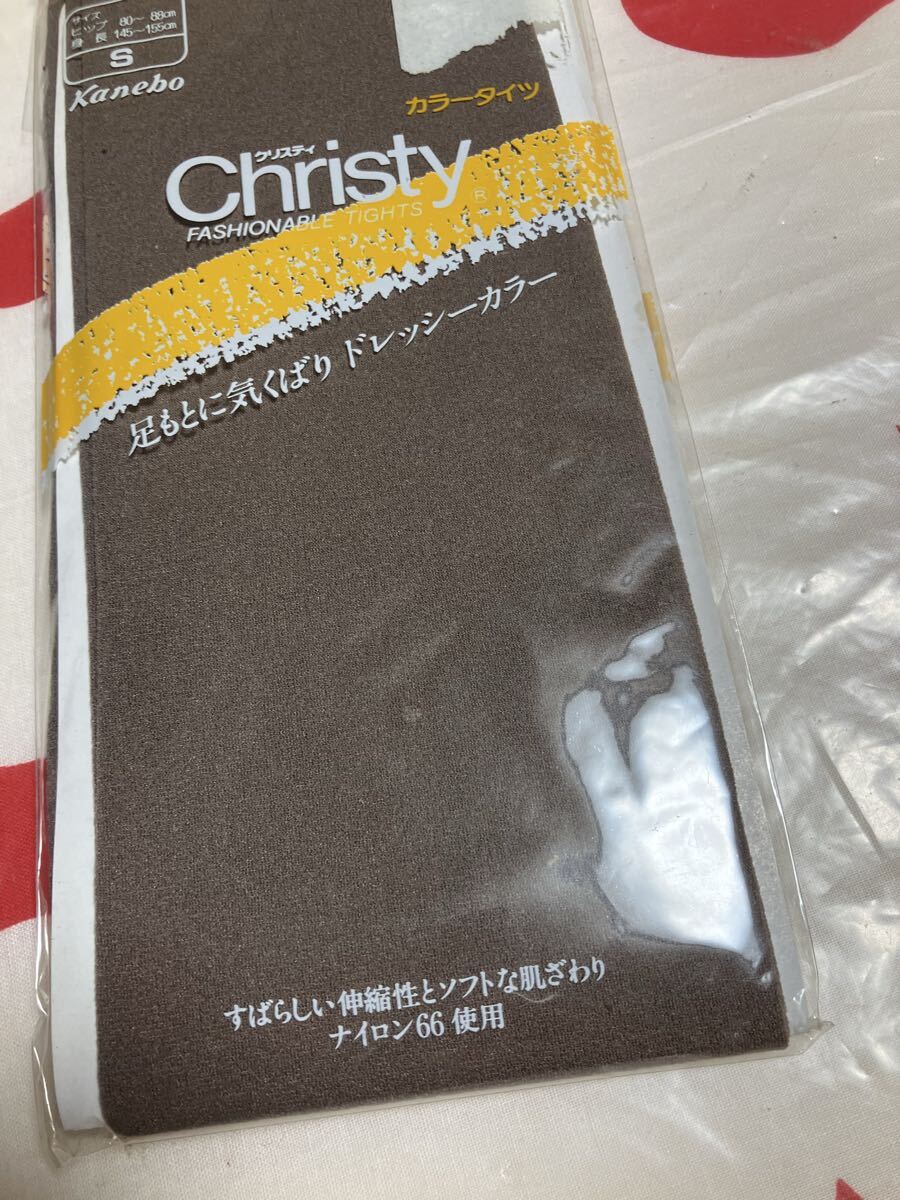 サイズ
ヒップ 80〜88cm
身長 145〜155cm
S
Kanebo
カラータイツ
クリスティ
Christy
FASHIONABLE TIGHTS ®
足もとに気くばり ドレッシーカラー
すばらしい伸縮性とソフトな肌ざわり
ナイロン66使用